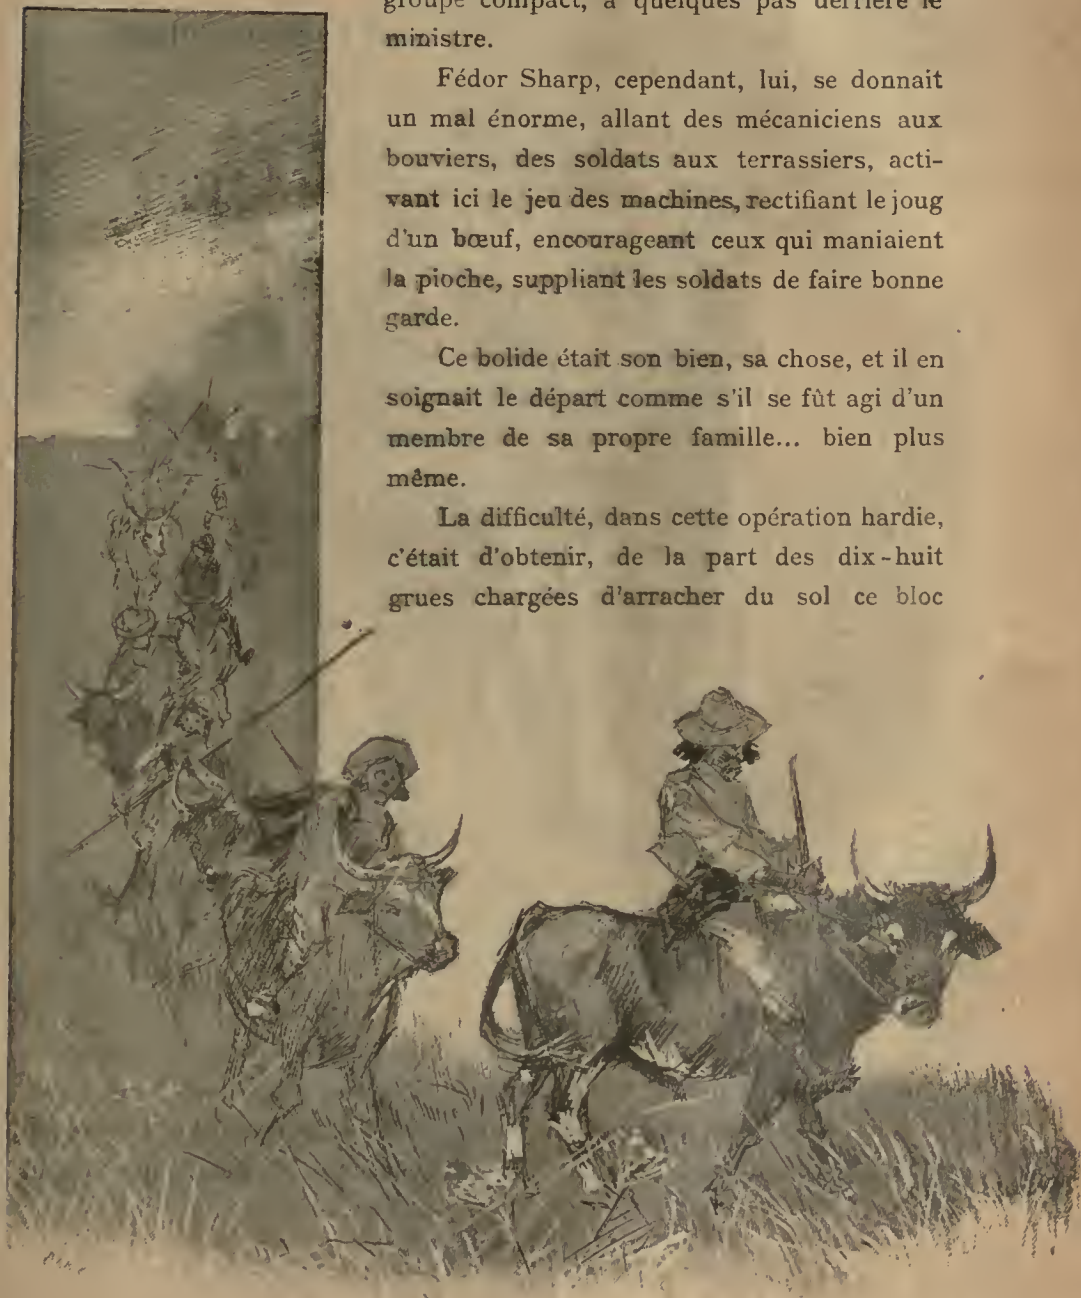 groupe compact, à quelques pas derrière le
ministre.
Fédor Sharp, cependant, lui, se donnait
un mal énorme, allant des mécaniciens aux
bouviers, des soldats aux terrassiers, acti-
vant ici le jeu des machines, rectifiant le joug
d'un bœuf, encourageant ceux qui maniaient
la pioche, suppliant les soldats de faire bonne
garde.
Ce bolide était son bien, sa chose, et il en
soignait le départ comme s'il se fût agi d'un
membre de sa propre famille... bien plus
même.
La difficulté, dans cette opération hardie,
c'était d'obtenir, de la part des dix-huit
grues chargées d'arracher du sol ce bloc